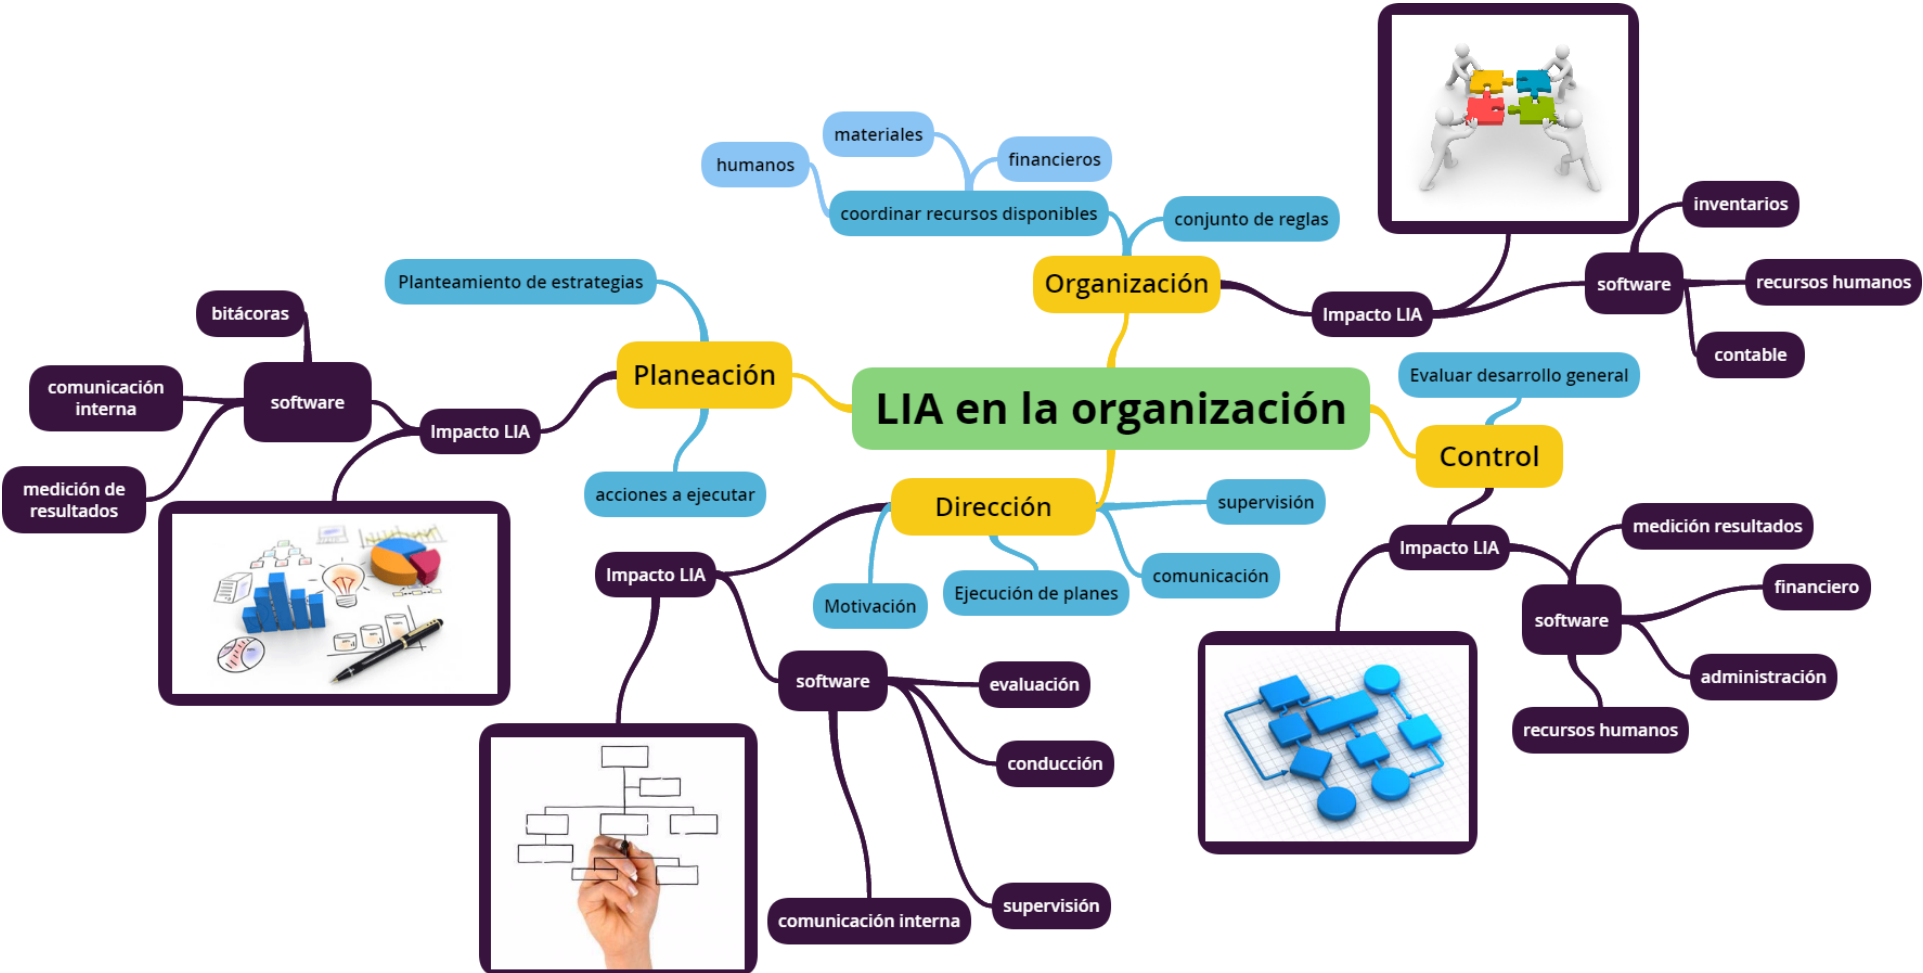 LIA en la organización
Planeación
Planteamiento de estrategias
acciones a ejecutar
Impacto LIA
software
bitácoras
comunicación
interna
medición de
resultados
Organización
coordinar recursos disponibles
humanos
materiales
financieros
conjunto de reglas
Impacto LIA
software
inventarios
recursos humanos
contable
Control
Evaluar desarrollo general
Impacto LIA
software
medición resultados
financiero
administración
recursos humanos
Dirección
supervisión
comunicación
Ejecución de planes
Motivación
Impacto LIA
software
evaluación
conducción
supervisión
comunicación interna